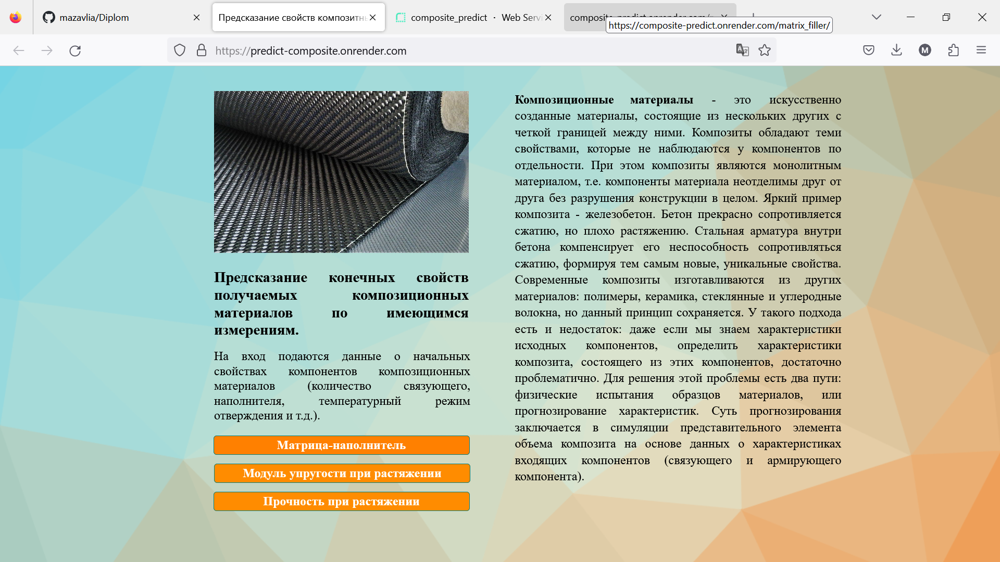 mazavlia/Diplom
Предсказание свойств композитн
composite_predict · Web Servi
https://composite-predict.onrender.com/matrix_filler/
https://predict-composite.onrender.com
M
Предсказание конечных свойств
получаемых композиционных
материалов по имеющимся
измерениям.
На вход подаются данные о начальных
свойствах компонентов композиционных
материалов (количество связующего,
наполнителя, температурный режим
отверждения и т.д.).
Матрица-наполнитель
Модуль упругости при растяжении
Прочность при растяжении
Композиционные материалы - это искусственно
созданные материалы, состоящие из нескольких других с
четкой границей между ними. Композиты обладают теми
свойствами, которые не наблюдаются у компонентов по
отдельности. При этом композиты являются монолитным
материалом, т.е. компоненты материала неотделимы друг от
друга без разрушения конструкции в целом. Яркий пример
композита - железобетон. Бетон прекрасно сопротивляется
сжатию, но плохо растяжению. Стальная арматура внутри
бетона компенсирует его неспособность сопротивляться
сжатию, формируя тем самым новые, уникальные свойства.
Современные композиты изготавливаются из других
материалов: полимеры, керамика, стеклянные и углеродные
волокна, но данный принцип сохраняется. У такого подхода
есть и недостаток: даже если мы знаем характеристики
исходных компонентов, определить характеристики
композита, состоящего из этих компонентов, достаточно
проблематично. Для решения этой проблемы есть два пути:
физические испытания образцов материалов, или
прогнозирование характеристик. Суть прогнозирования
заключается в симуляции представительного элемента
объема композита на основе данных о характеристиках
входящих компонентов (связующего и армирующего
компонента).